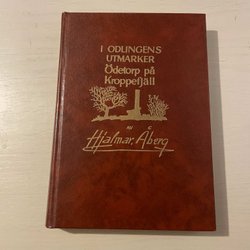 I ODLINGENS
UTMARKER
Ödetorp på
Kroppefjäll
AV
Hjalmar Åberg